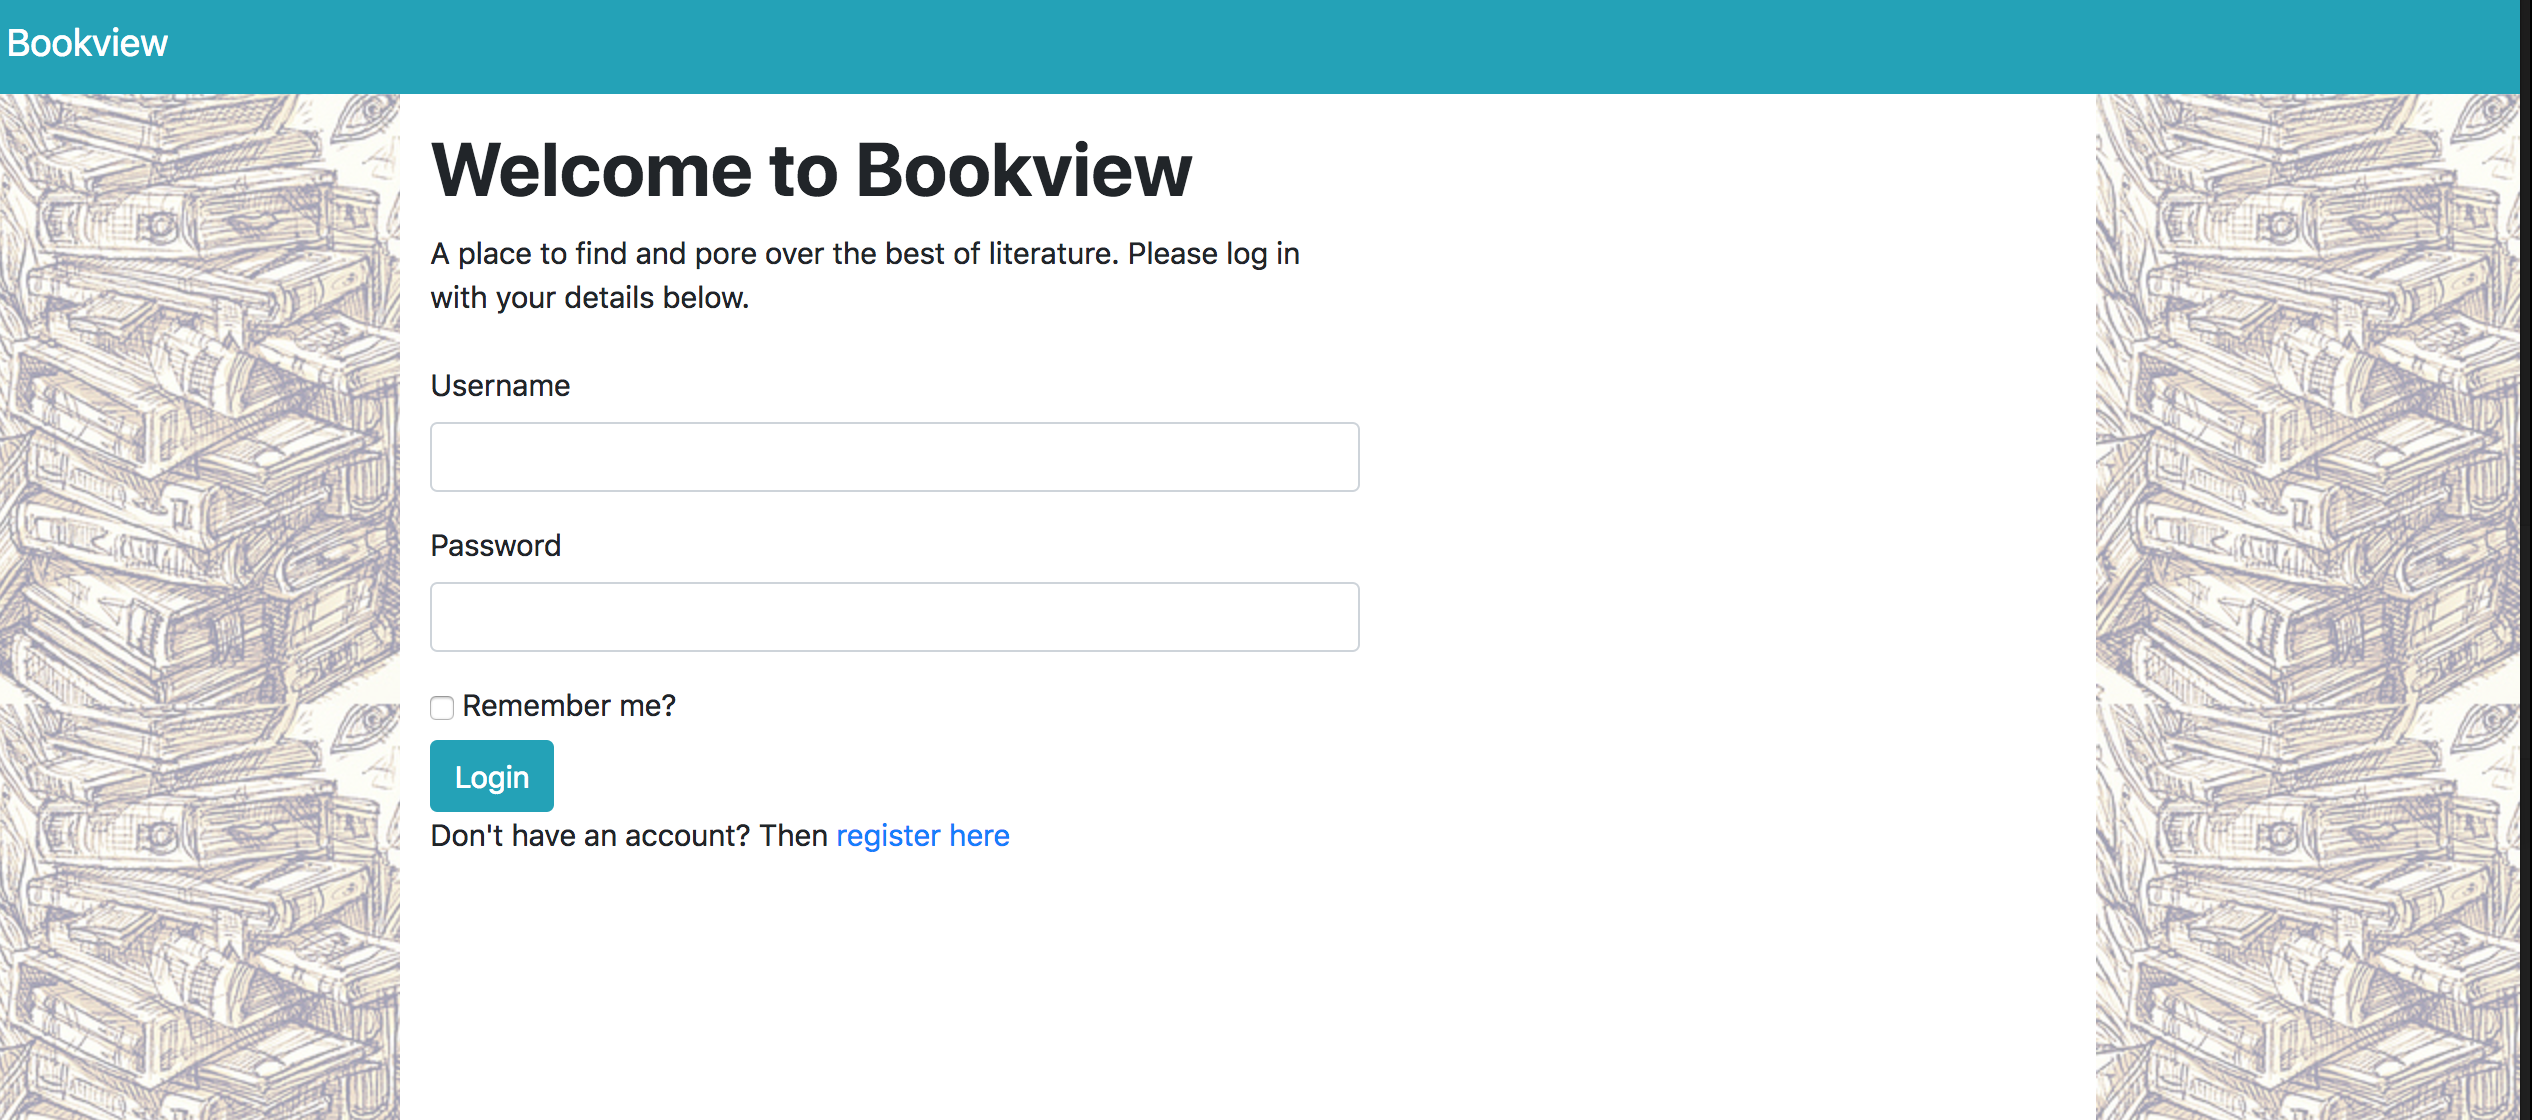 Bookview
Welcome to Bookview
A place to find and pore over the best of literature. Please log in
with your details below.
Username
Password
Remember me?
Login
Don't have an account? Then register here